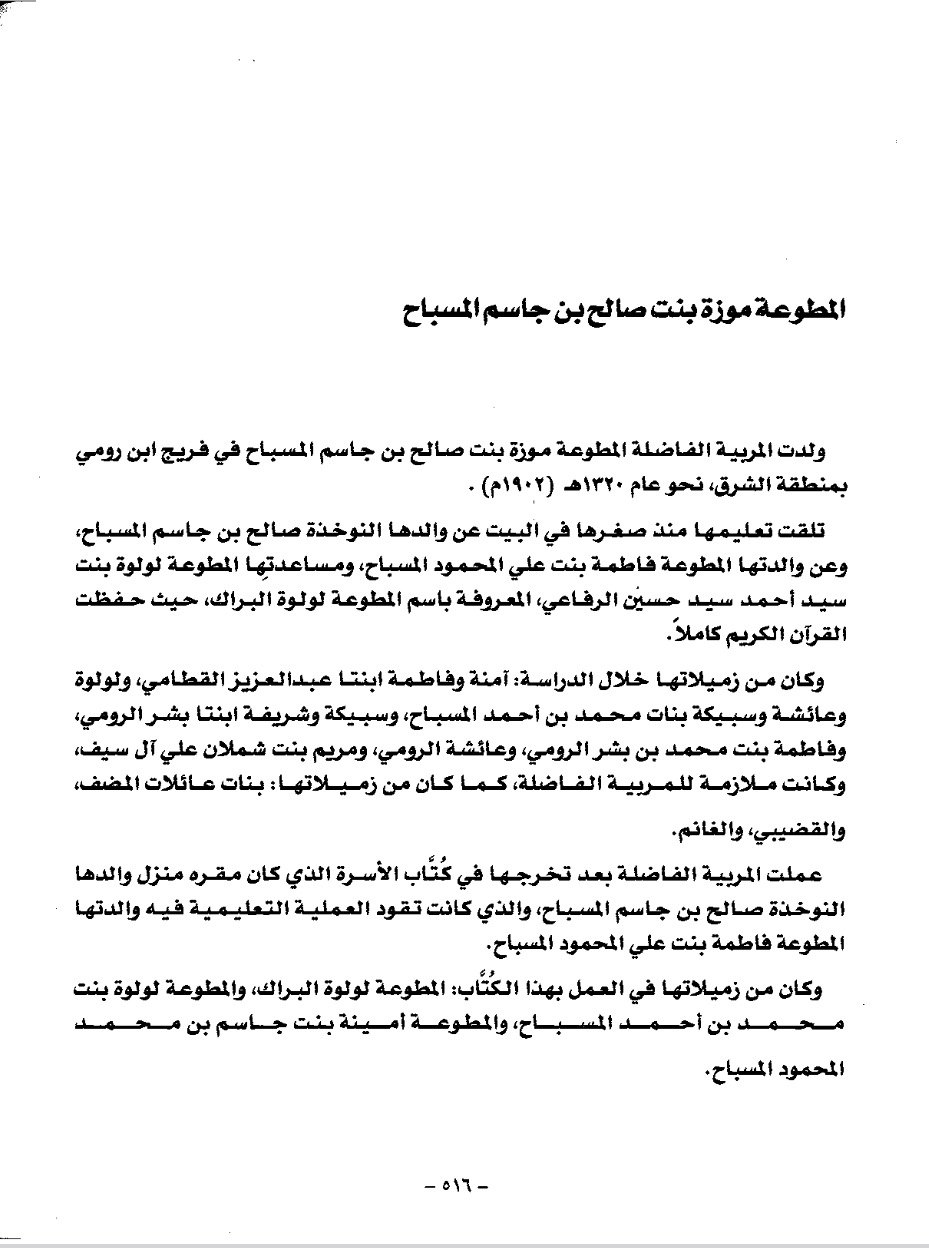 المطوعة موزة بنت صالح بن جاسم المسباح
ولدت المربية الفاضلة المطوعة موزة بنت صالح بن جاسم المسباح في فريج ابن رومي
بمنطقة الشرق، نحو عام ١٣٢٠هـ (١٩٠٢م) .
تلقت تعليمها منذ صغرها في البيت عن والدها النوخذة صالح بن جاسم المسباح،
وعن والدتها المطوعة فاطمة بنت علي المحمود المسباح، ومساعدتها المطوعة لولوة بنت
سيد أحمد سيد حسين الرفاعي، المعروفة باسم المطوعة لولوة البراك، حيث حفظت
القرآن الكريم كاملاً.
وكان من زميلاتها خلال الدراسة: آمنة وفاطمة ابنتا عبدالعزيز القطامي، ولولوة
وعائشة وسبيكة بنات محمد بن أحمد المسباح، وسبيكة وشريفة ابنتا بشر الرومي،
وفاطمة بنت محمد بن بشر الرومي، وعائشة الرومي، ومريم بنت شملان علي آل سيف،
وكانت ملازمة للمربية الفاضلة، كما كان من زميلاتها: بنات عائلات المضف،
والقضيبي، والغانم.
عملت المربية الفاضلة بعد تخرجها في كُتَّاب الأسرة الذي كان مقره منزل والدها
النوخذة صالح بن جاسم المسباح، والذي كانت تقود العملية التعليمية فيه والدتها
المطوعة فاطمة بنت علي المحمود المسباح.
وكان من زميلاتها في العمل بهذا الكُتَّاب: المطوعة لولوة البراك، والمطوعة لولوة بنت
محمد بن أحمد المسباح، والمطوعة أمينة بنت جاسم بن محمد
المحمود المسباح.
– ٥١٦ –